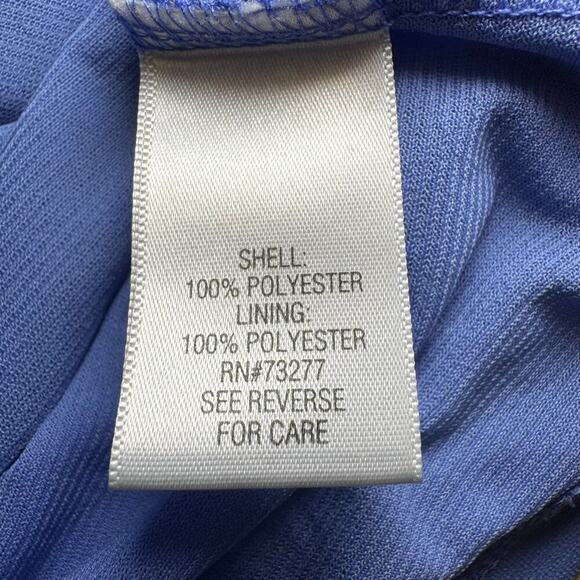 SHELL:
100% POLYESTER
LINING:
100% POLYESTER
RN#73277
SEE REVERSE
FOR CARE